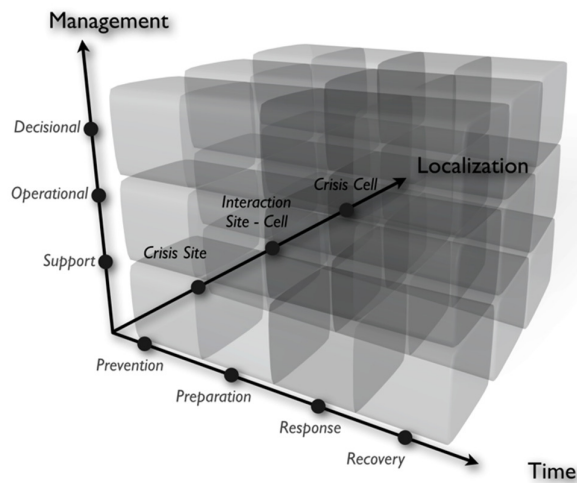 Management
Decisional
Operational
Support
Localization
Crisis Cell
Interaction
Site - Cell
Crisis Site
Prevention
Preparation
Response
Recovery
Time